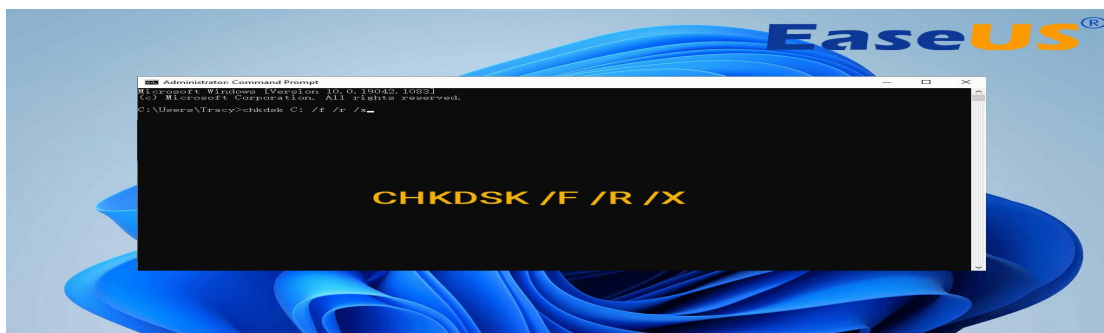 EaseUS®
Administrator: Command Prompt
Microsoft Windows [Version 10.0.19042.1083]
(c) Microsoft Corporation. All rights reserved.
C:\Users\Tracy>chkdsk C: /f /r /x
CHKDSK /F /R /X